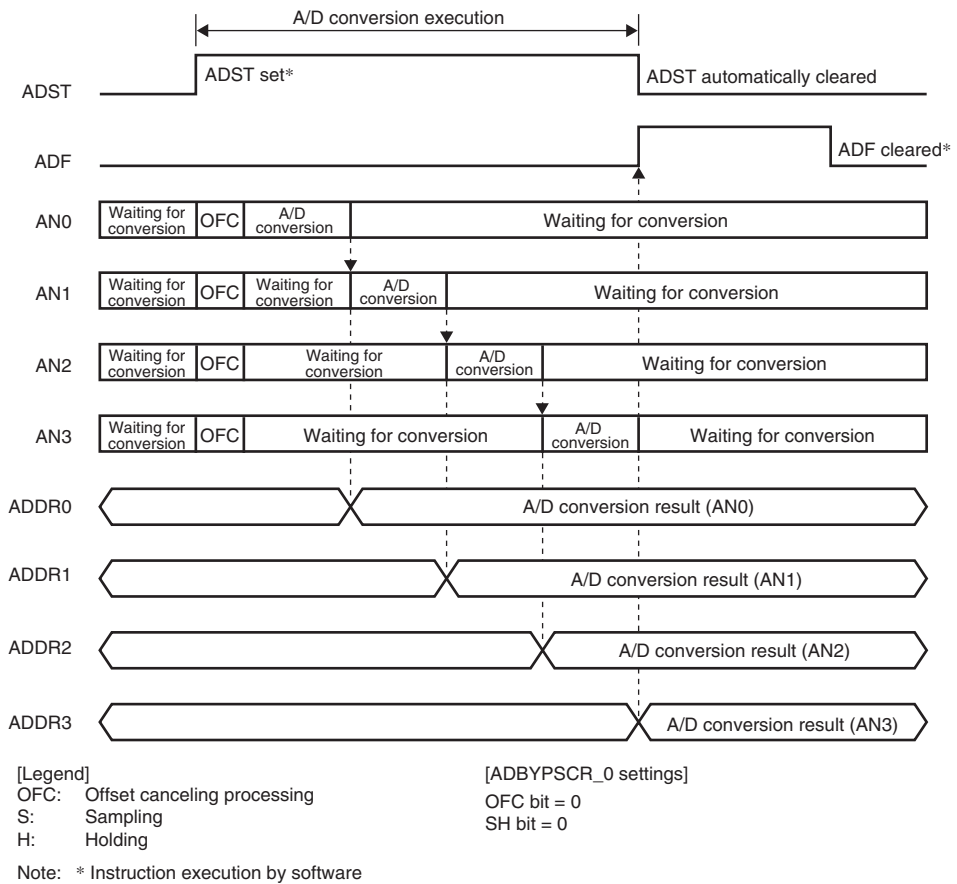 A/D conversion execution
ADST ADST set* ADST automatically cleared
ADF ADF cleared*
AN0 Waiting for conversion OFC A/D conversion Waiting for conversion
AN1 Waiting for conversion OFC Waiting for conversion A/D conversion Waiting for conversion
AN2 Waiting for conversion OFC Waiting for conversion A/D conversion Waiting for conversion
AN3 Waiting for conversion OFC Waiting for conversion A/D conversion Waiting for conversion
ADDR0 A/D conversion result (AN0)
ADDR1 A/D conversion result (AN1)
ADDR2 A/D conversion result (AN2)
ADDR3 A/D conversion result (AN3)
[Legend]
OFC: Offset canceling processing
S: Sampling
H: Holding
[ADBYPSCR_0 settings]
OFC bit = 0
SH bit = 0
Note: * Instruction execution by software